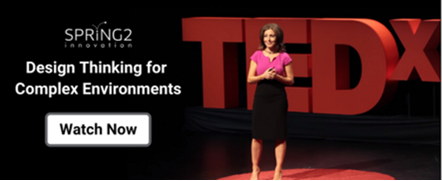 SPRING2
innovation
Design Thinking for
Complex Environments
Watch Now
TEDx